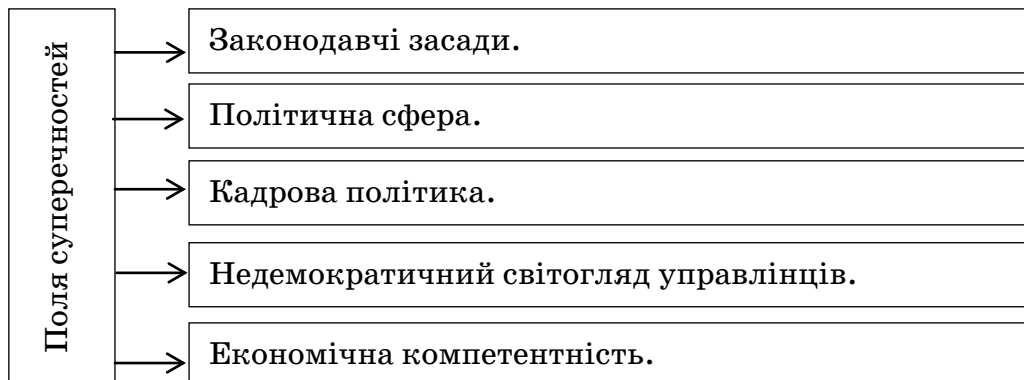 Поля суперечностей
Законодавчі засади.
Політична сфера.
Кадрова політика.
Недемократичний світогляд управлінців.
Економічна компетентність.